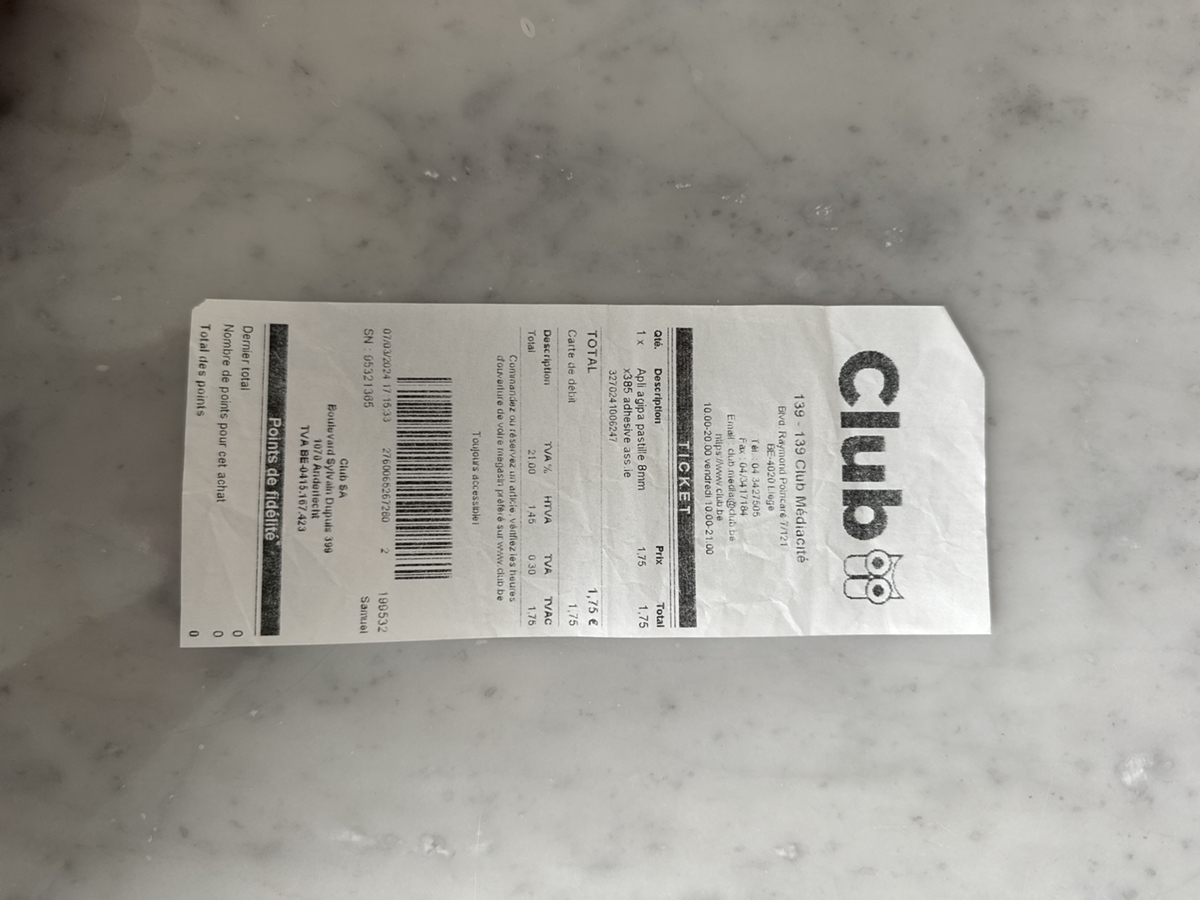 Club
139 - 139 Club Médiacité
Blvd. Raymond Poincaré 7/121
BE-4020 Liège
Tél : 04 3427505
Fax : 04 3417184
Email : club.media@club.be
https://www.club.be
10.00-20.00 vendredi 10.00-21.00
TICKET
Qté. Description Prix Total
1 x Apli agipa pastille 8mm 1,75 1,75
x385 adhesive ass ie
3270241006247
TOTAL 1,75 €
Carte de débit 1,75
Description TVA % HTVA TVA TVAC
Total 21.00 1,45 0.30 1,75
Commandez ou réservez un article, vérifiez les heures
d'ouverture de votre magasin préféré sur www.club.be
Toujours accessible!
07/03/2024 17:15:33 2760066267260 2 199532
SN : 05321385 Samuel
Club SA
Boulevard Sylvain Dupuis 399
1070 Anderlecht
TVA BE-0415.167.423
Points de fidélité
Dernier total 0
Nombre de points pour cet achat 0
Total des points 0